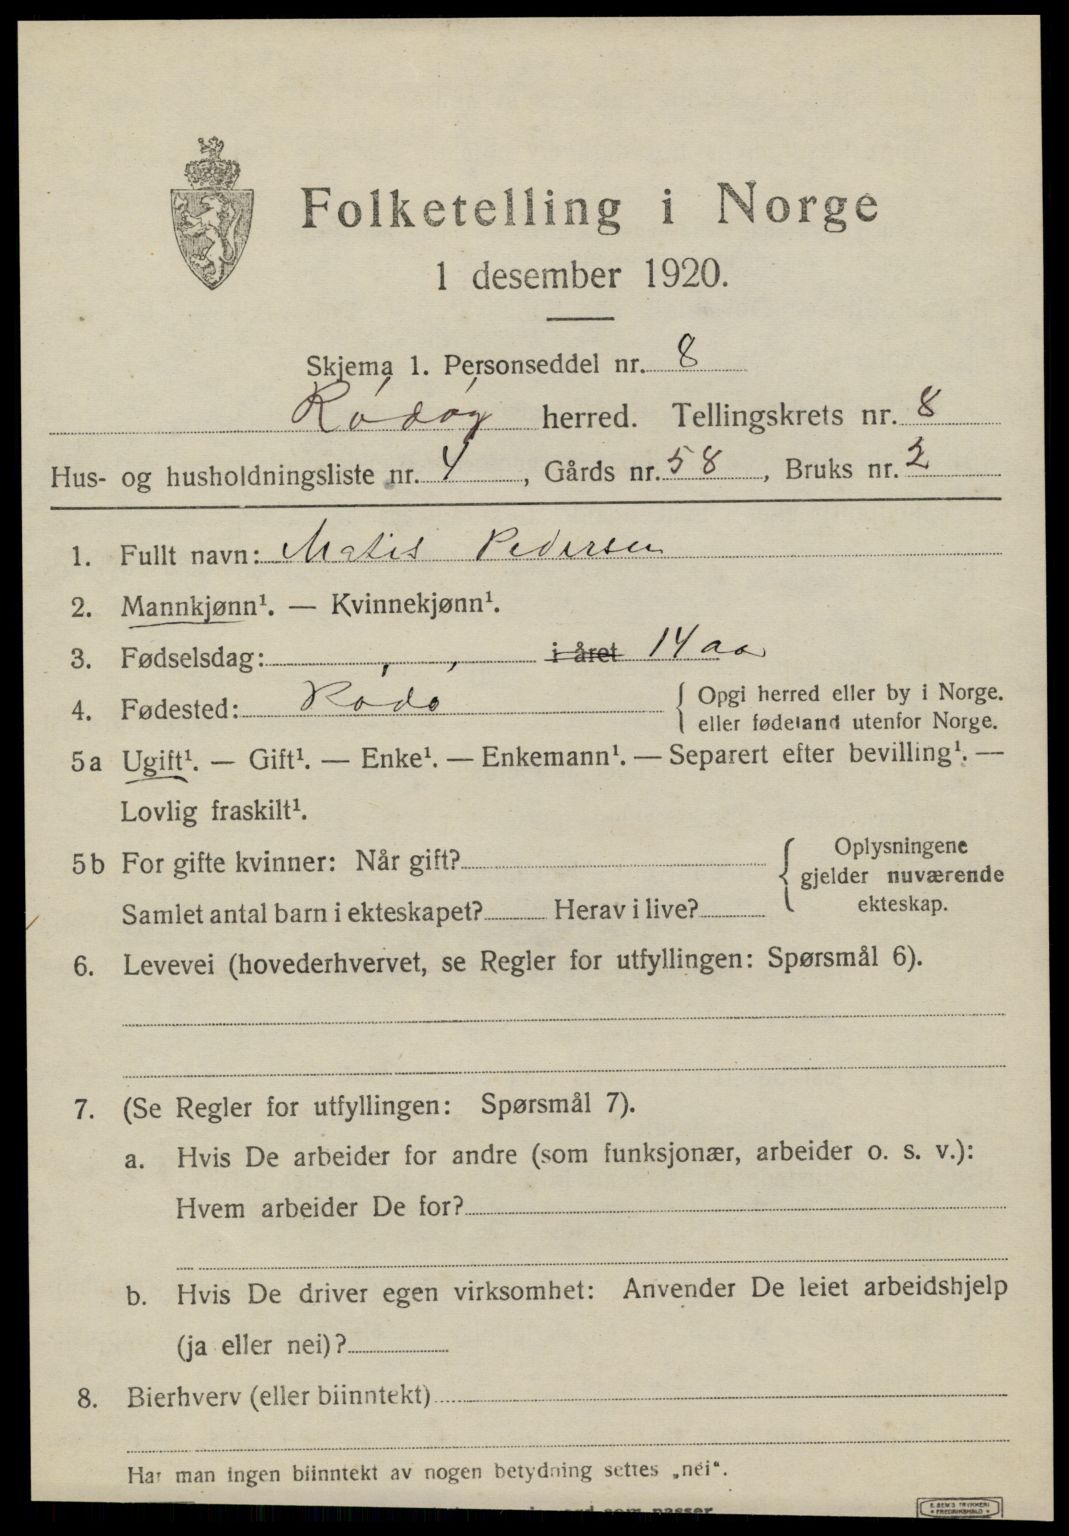 Folketelling i Norge
1 desember 1920.
Skjema 1. Personseddel nr. 8
Rødøy herred. Tellingskrets nr. 8
Hus- og husholdningsliste nr. 4, Gårds nr. 58, Bruks nr. 2
1. Fullt navn: Matis Pedersen
2. Mannkjønn¹. — Kvinnekjønn¹.
3. Fødselsdag: , , i året 14 aa
4. Fødested: Rødø { Opgi herred eller by i Norge.
eller fødeland utenfor Norge.
5a Ugift¹. — Gift¹. — Enke¹. — Enkemann¹. — Separert efter bevilling¹. —
Lovlig fraskilt¹.
5b For gifte kvinner: Når gift? { Oplysningene
gjelder nuværende
Samlet antal barn i ekteskapet? Herav i live? ekteskap.
6. Levevei (hovederhvervet, se Regler for utfyllingen: Spørsmål 6).
7. (Se Regler for utfyllingen: Spørsmål 7).
a. Hvis De arbeider for andre (som funksjonær, arbeider o. s. v.):
Hvem arbeider De for?
b. Hvis De driver egen virksomhet: Anvender De leiet arbeidshjelp
(ja eller nei)?
8. Bierhverv (eller biinntekt)
Har man ingen biinntekt av nogen betydning settes „nei“.
som passer
E. SEM'S TRYKKERI
FREDRIKSHALD